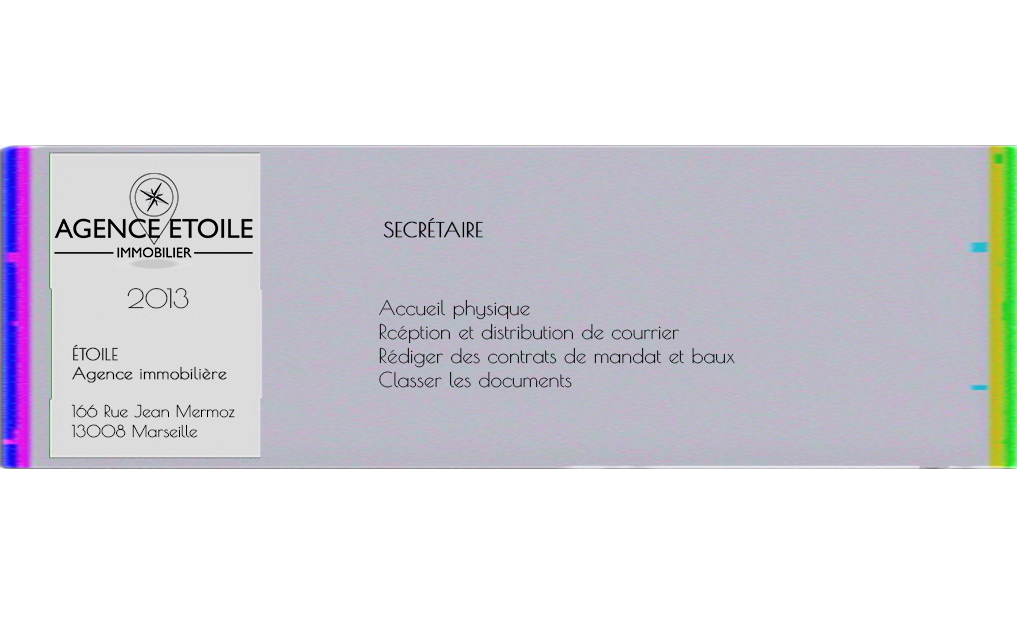 AGENCE ETOILE
IMMOBILIER
2013
ÉTOILE
Agence immobilière
166 Rue Jean Mermoz
13008 Marseille
SECRÉTAIRE
Accueil physique
Rcéption et distribution de courrier
Rédiger des contrats de mandat et baux
Classer les documents